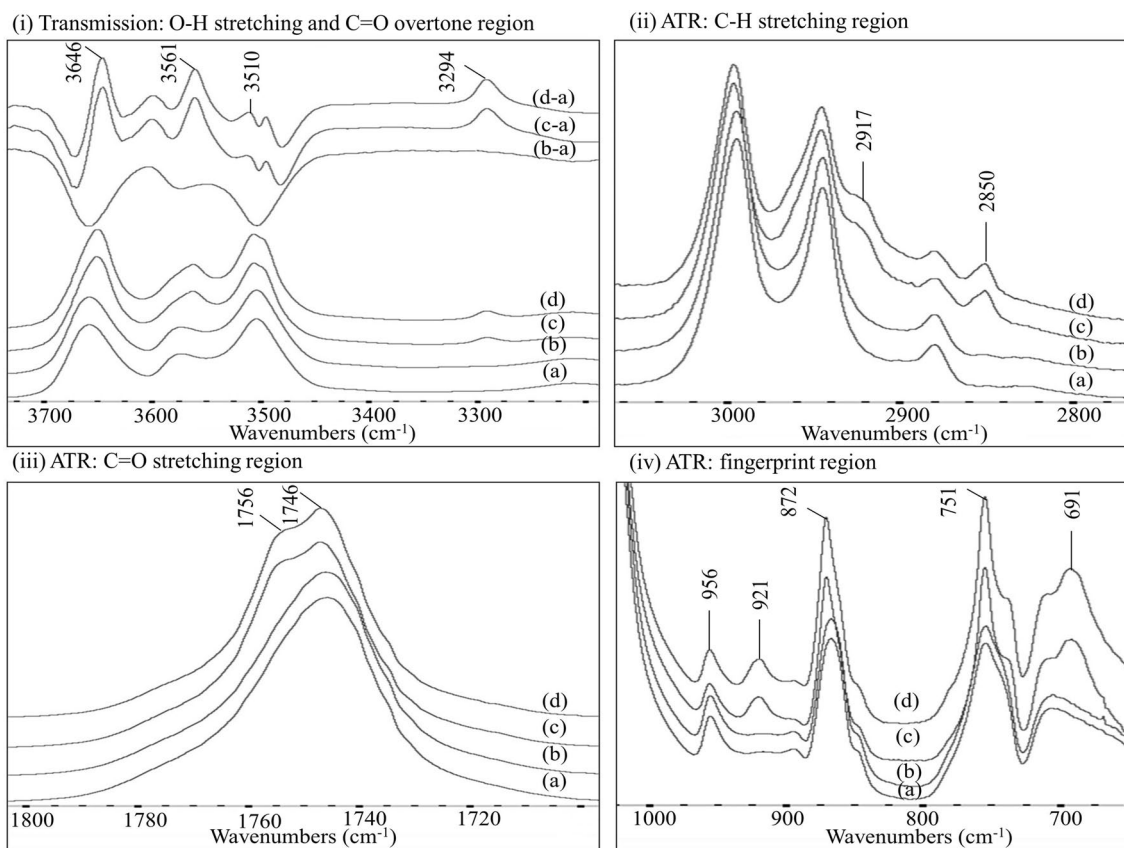 (i) Transmission: O-H stretching and C=O overtone region
3646
3561
3510
3294
(d-a)
(c-a)
(b-a)
(d)
(c)
(b)
(a)
3700 3600 3500 3400 3300
Wavenumbers (cm⁻¹)
(ii) ATR: C-H stretching region
2917
2850
(d)
(c)
(b)
(a)
3000 2900 2800
Wavenumbers (cm⁻¹)
(iii) ATR: C=O stretching region
1756
1746
(d)
(c)
(b)
(a)
1800 1780 1760 1740 1720
Wavenumbers (cm⁻¹)
(iv) ATR: fingerprint region
956
921
872
751
691
(d)
(c)
(b)
(a)
1000 900 800 700
Wavenumbers (cm⁻¹)